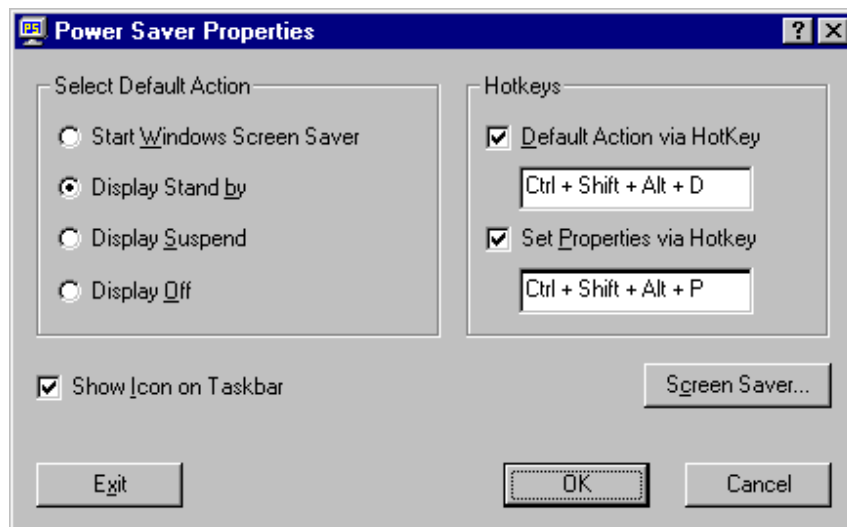 PS Power Saver Properties
Select Default Action
Start Windows Screen Saver
Display Stand by
Display Suspend
Display Off
Hotkeys
Default Action via HotKey
Ctrl + Shift + Alt + D
Set Properties via Hotkey
Ctrl + Shift + Alt + P
Show Icon on Taskbar
Screen Saver...
Exit
OK
Cancel